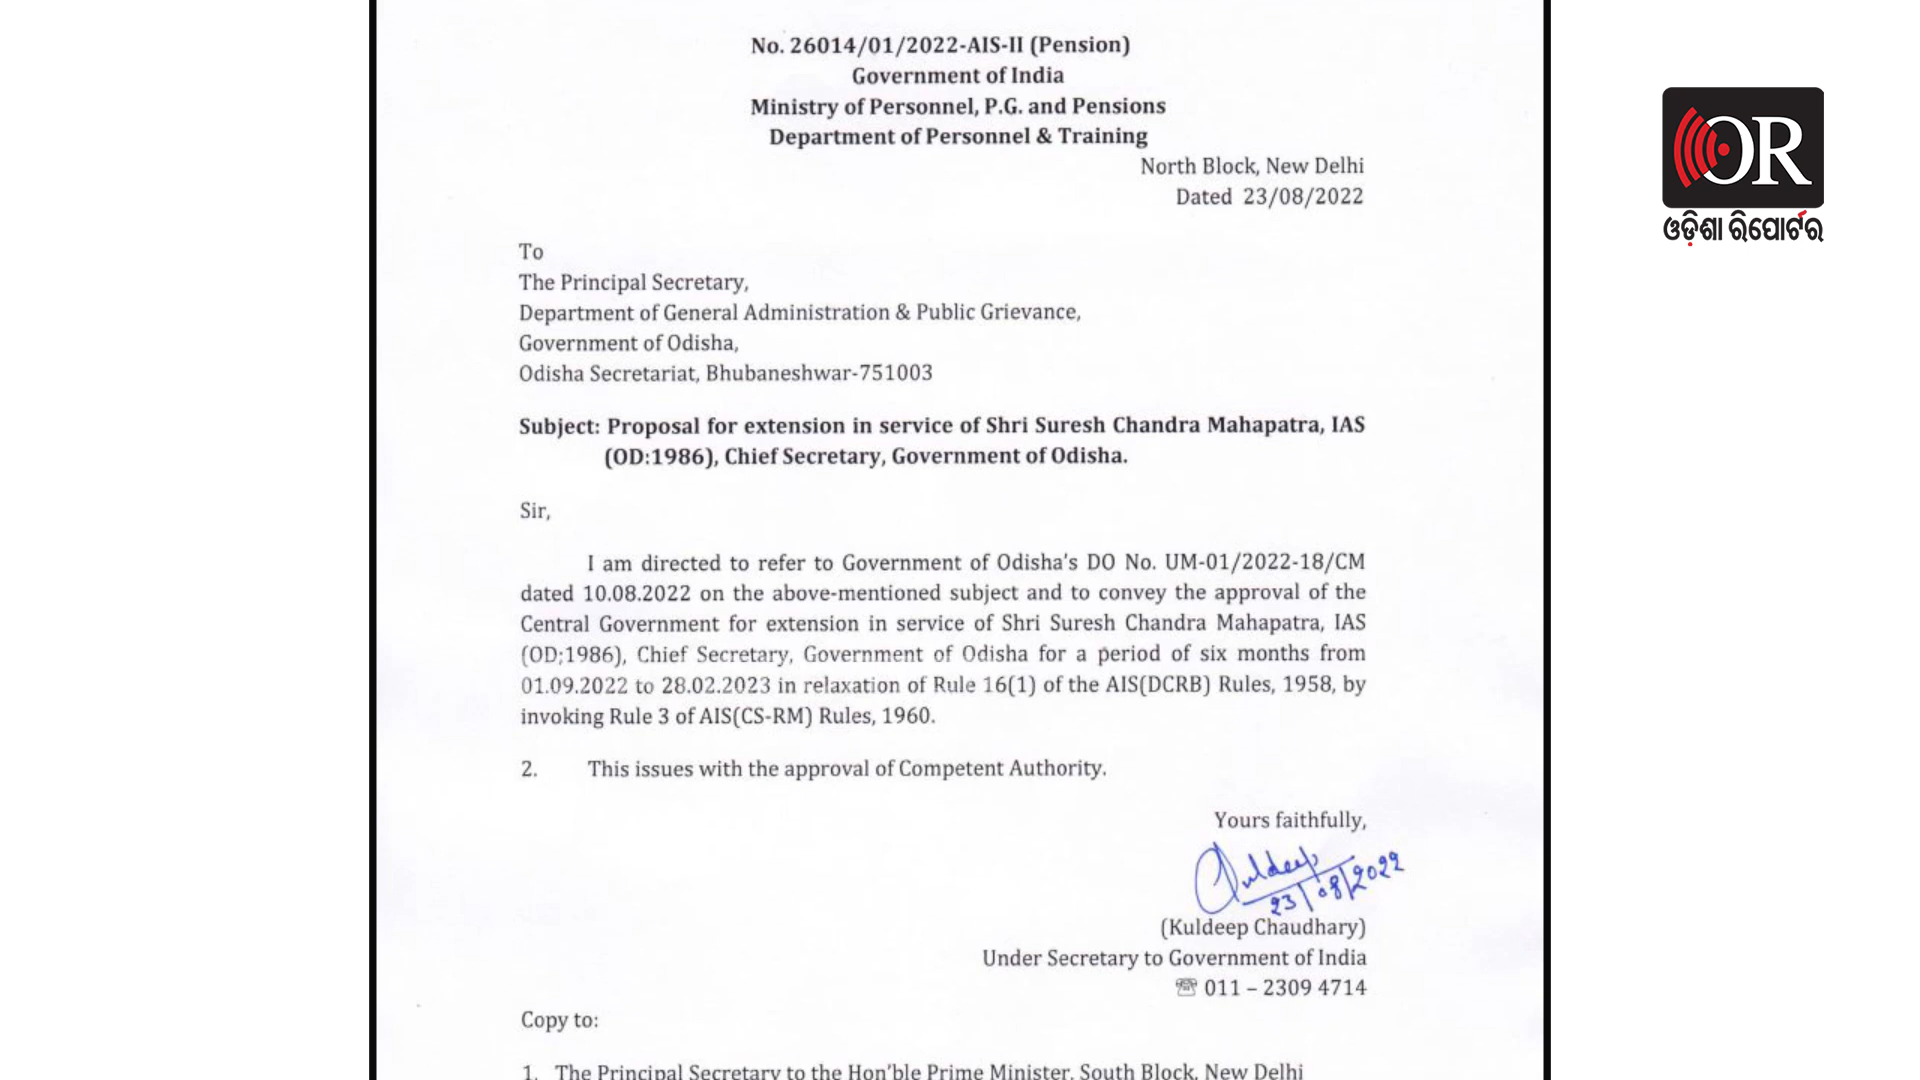 No. 26014/01/2022-AIS-II (Pension)
Government of India
Ministry of Personnel, P.G. and Pensions
Department of Personnel & Training
North Block, New Delhi
Dated 23/08/2022
To
The Principal Secretary,
Department of General Administration & Public Grievance,
Government of Odisha,
Odisha Secretariat, Bhubaneshwar-751003
Subject: Proposal for extension in service of Shri Suresh Chandra Mahapatra, IAS
(OD:1986), Chief Secretary, Government of Odisha.
Sir,
I am directed to refer to Government of Odisha's DO No. UM-01/2022-18/CM
dated 10.08.2022 on the above-mentioned subject and to convey the approval of the
Central Government for extension in service of Shri Suresh Chandra Mahapatra, IAS
(OD;1986), Chief Secretary, Government of Odisha for a period of six months from
01.09.2022 to 28.02.2023 in relaxation of Rule 16(1) of the AIS(DCRB) Rules, 1958, by
invoking Rule 3 of AIS(CS-RM) Rules, 1960.
2. This issues with the approval of Competent Authority.
Yours faithfully,
Kuldeep
23/08/2022
(Kuldeep Chaudhary)
Under Secretary to Government of India
☏ 011 – 2309 4714
Copy to:
1. The Principal Secretary to the Hon'ble Prime Minister, South Block, New Delhi
OR
ଓଡ଼ିଶା ରିପୋର୍ଟର